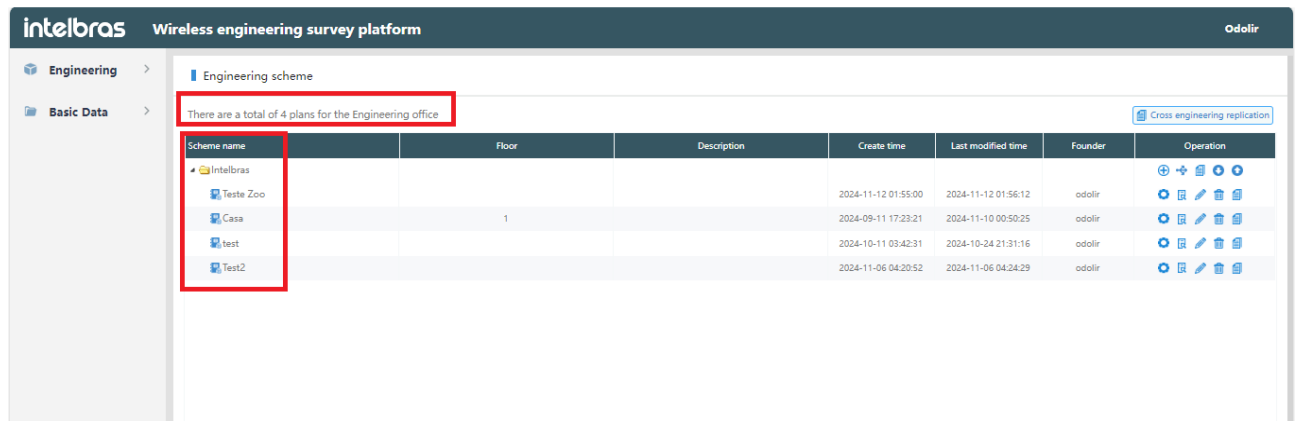 intelbras Wireless engineering survey platform Odolir
Engineering
Basic Data
Engineering scheme
There are a total of 4 plans for the Engineering office
Cross engineering replication
Scheme name Floor Description Create time Last modified time Founder Operation
Intelbras
Teste Zoo 2024-11-12 01:55:00 2024-11-12 01:56:12 odolir
Casa 1 2024-09-11 17:23:21 2024-11-10 00:50:25 odolir
test 2024-10-11 03:42:31 2024-10-24 21:31:16 odolir
Test2 2024-11-06 04:20:52 2024-11-06 04:24:29 odolir